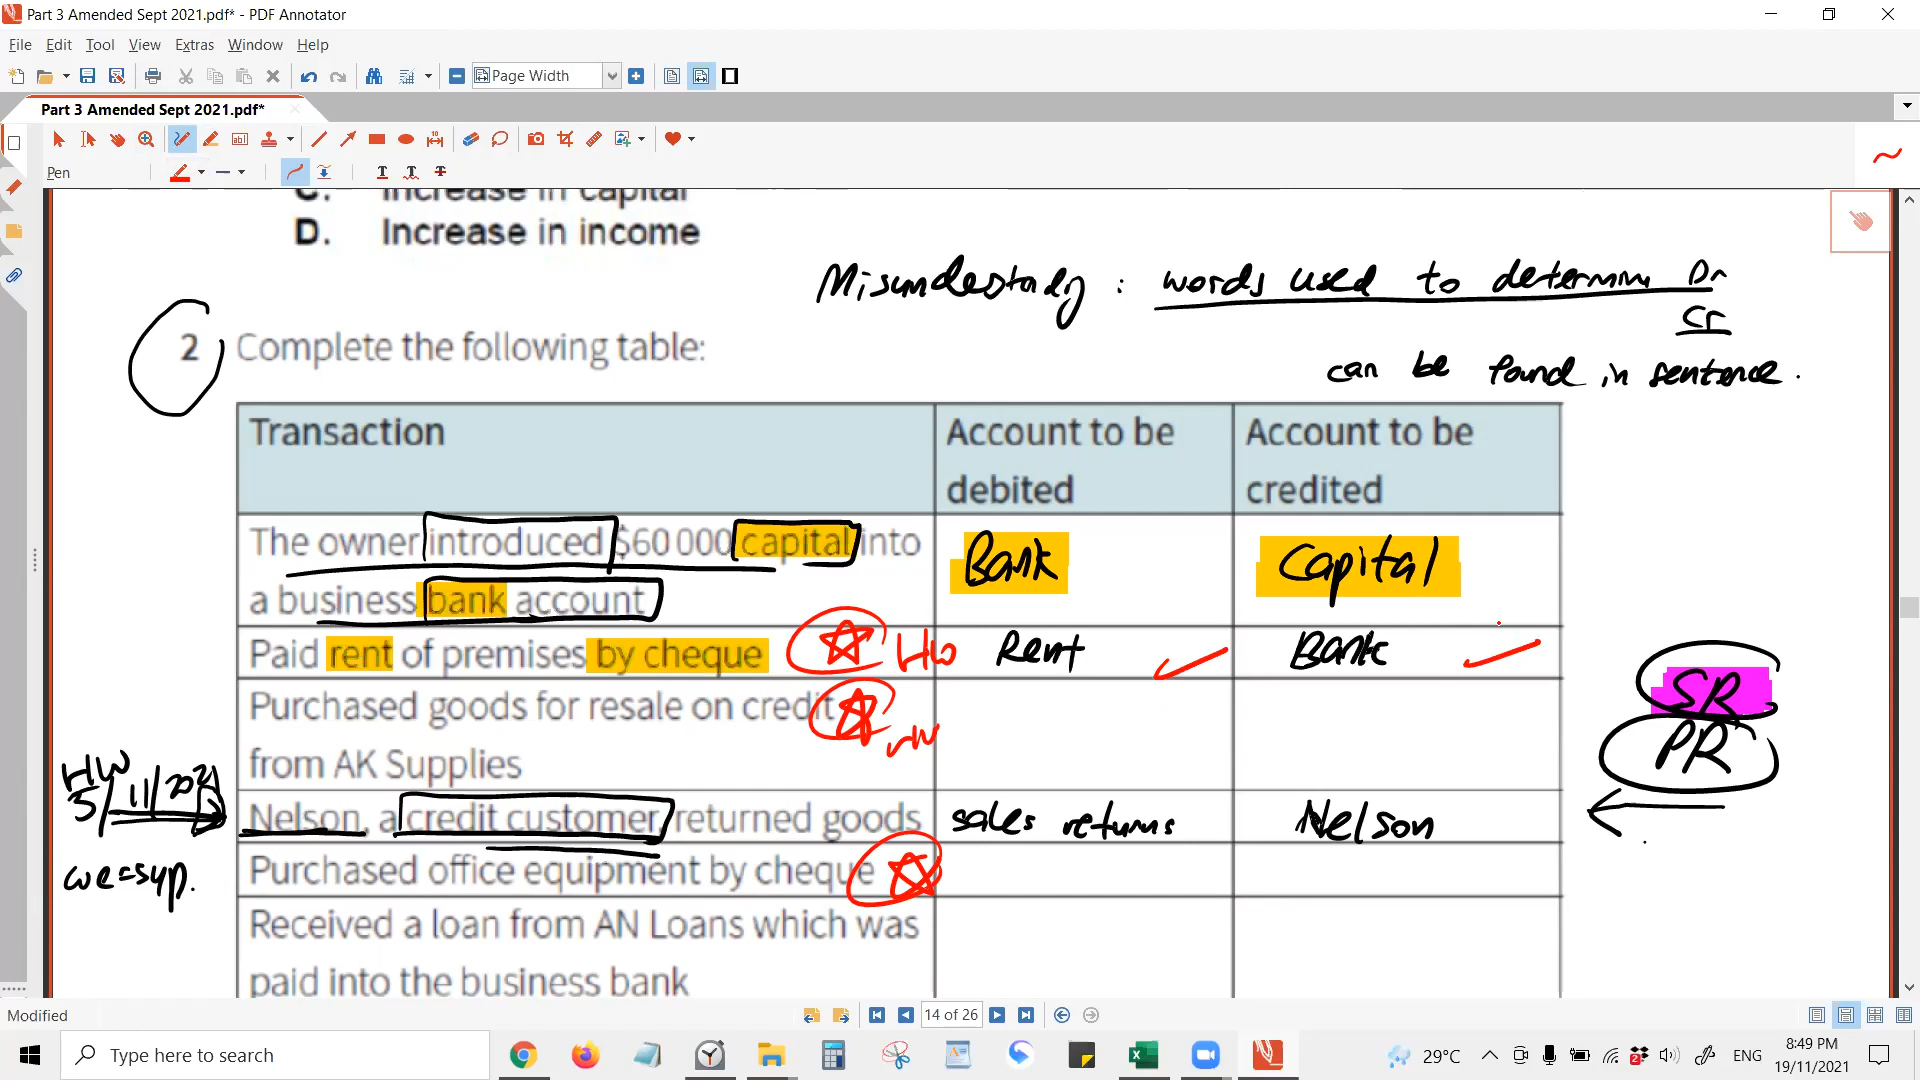 Part 3 Amended Sept 2021.pdf* - PDF Annotator
File Edit Tool View Extras Window Help
Page Width
Part 3 Amended Sept 2021.pdf*
Pen
C. Increase in capital
D. Increase in income
: words used to Dr
Cr
can be found in sentence.
2 Complete the following table:
Transaction Account to be debited Account to be credited
The owner introduced $60 000 capital into
a business bank account
Bank Capital
Paid rent of premises by cheque HW Rent Bank
Purchased goods for resale on credit
from AK Supplies
SR
PR
HW
5/11/2021
Nelson, a credit customer, returned goods sales returns Nelson
Purchased office equipment by cheque
we=syp.
Received a loan from AN Loans which was
paid into the business bank
Modified
14 of 26
Type here to search
29°C
ENG
8:49 PM
19/11/2021